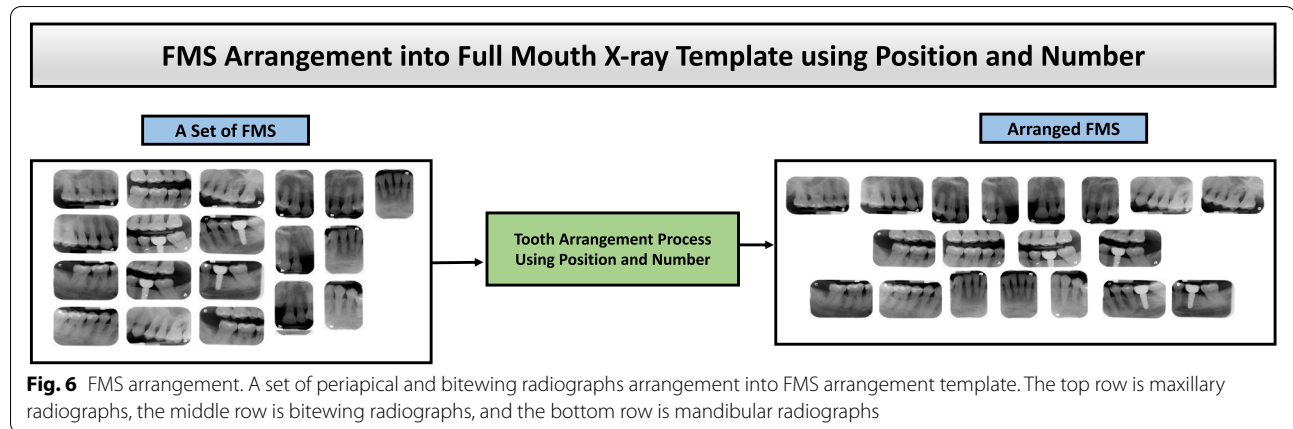 FMS Arrangement into Full Mouth X-ray Template using Position and Number
A Set of FMS
Arranged FMS
Tooth Arrangement Process
Using Position and Number
Fig. 6 FMS arrangement. A set of periapical and bitewing radiographs arrangement into FMS arrangement template. The top row is maxillary
radiographs, the middle row is bitewing radiographs, and the bottom row is mandibular radiographs